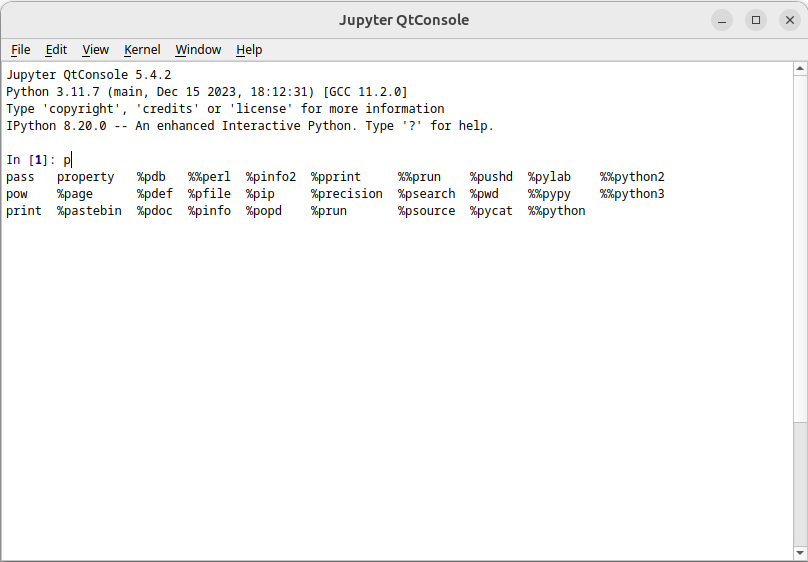 Jupyter QtConsole
File Edit View Kernel Window Help
Jupyter QtConsole 5.4.2
Python 3.11.7 (main, Dec 15 2023, 18:12:31) [GCC 11.2.0]
Type 'copyright', 'credits' or 'license' for more information
IPython 8.20.0 -- An enhanced Interactive Python. Type '?' for help.
In [1]: p
pass property %pdb %%perl %pinfo2 %pprint %%prun %pushd %pylab %%python2
pow %page %pdef %pfile %pip %precision %psearch %pwd %%pypy %%python3
print %pastebin %pdoc %pinfo %popd %prun %psource %pycat %%python